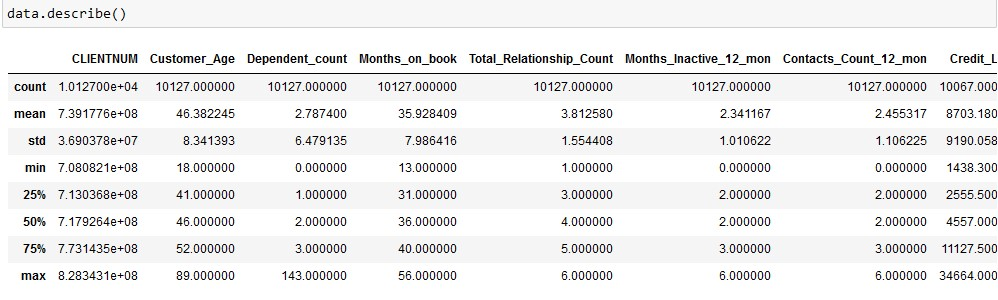 data.describe()
CLIENTNUM Customer_Age Dependent_count Months_on_book Total_Relationship_Count Months_Inactive_12_mon Contacts_Count_12_mon Credit_L
count 1.012700e+04 10127.000000 10127.000000 10127.000000 10127.000000 10127.000000 10127.000000 10067.000
mean 7.391776e+08 46.382245 2.787400 35.928409 3.812580 2.341167 2.455317 8703.180
std 3.690378e+07 8.341393 6.479135 7.986416 1.554408 1.010622 1.106225 9190.058
min 7.080821e+08 18.000000 0.000000 13.000000 1.000000 0.000000 0.000000 1438.300
25% 7.130368e+08 41.000000 1.000000 31.000000 3.000000 2.000000 2.000000 2555.500
50% 7.179264e+08 46.000000 2.000000 36.000000 4.000000 2.000000 2.000000 4557.000
75% 7.731435e+08 52.000000 3.000000 40.000000 5.000000 3.000000 3.000000 11127.500
max 8.283431e+08 89.000000 143.000000 56.000000 6.000000 6.000000 6.000000 34664.000